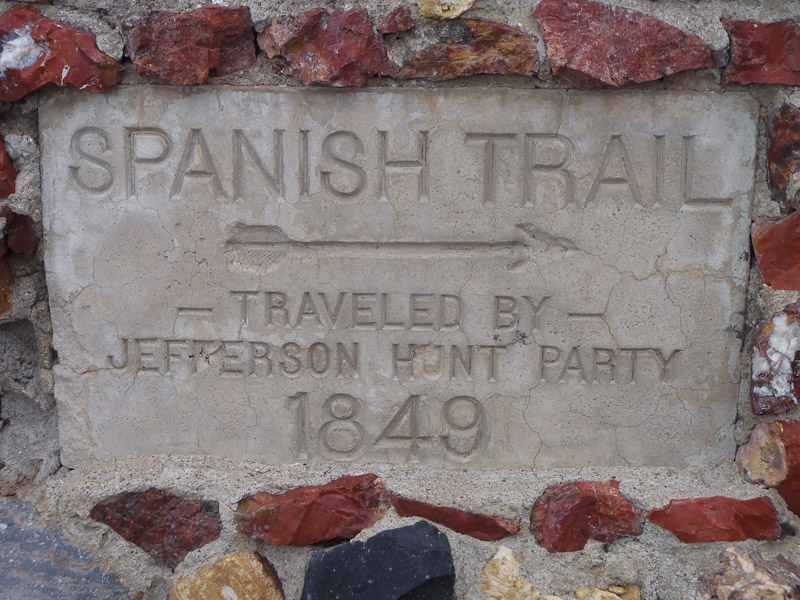 SPANISH TRAIL
— TRAVELED BY —
JEFFERSON HUNT PARTY
1849